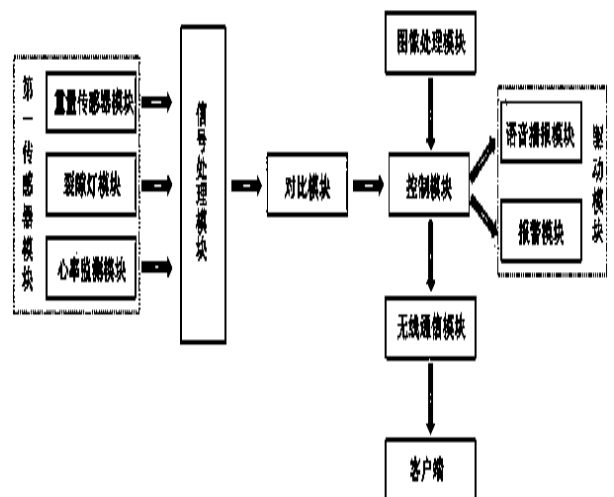 图像处理模块
第一传感器模块
重量传感器模块
裂隙灯模块
心率监测模块
信号处理模块
对比模块
控制模块
语音播报模块
报警模块
驱动模块
无线通信模块
客户端